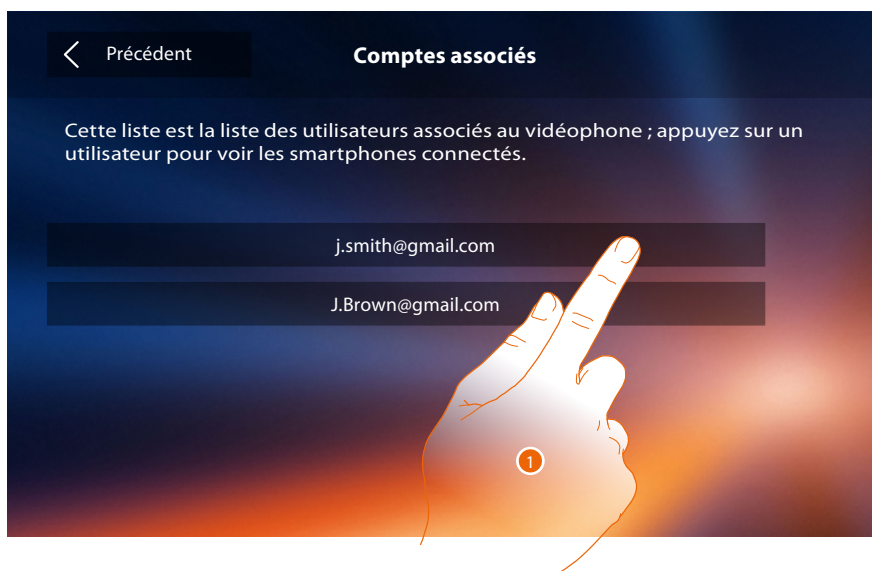 Précédent
Comptes associés
Cette liste est la liste des utilisateurs associés au vidéophone ; appuyez sur un
utilisateur pour voir les smartphones connectés.
j.smith@gmail.com
J.Brown@gmail.com
1